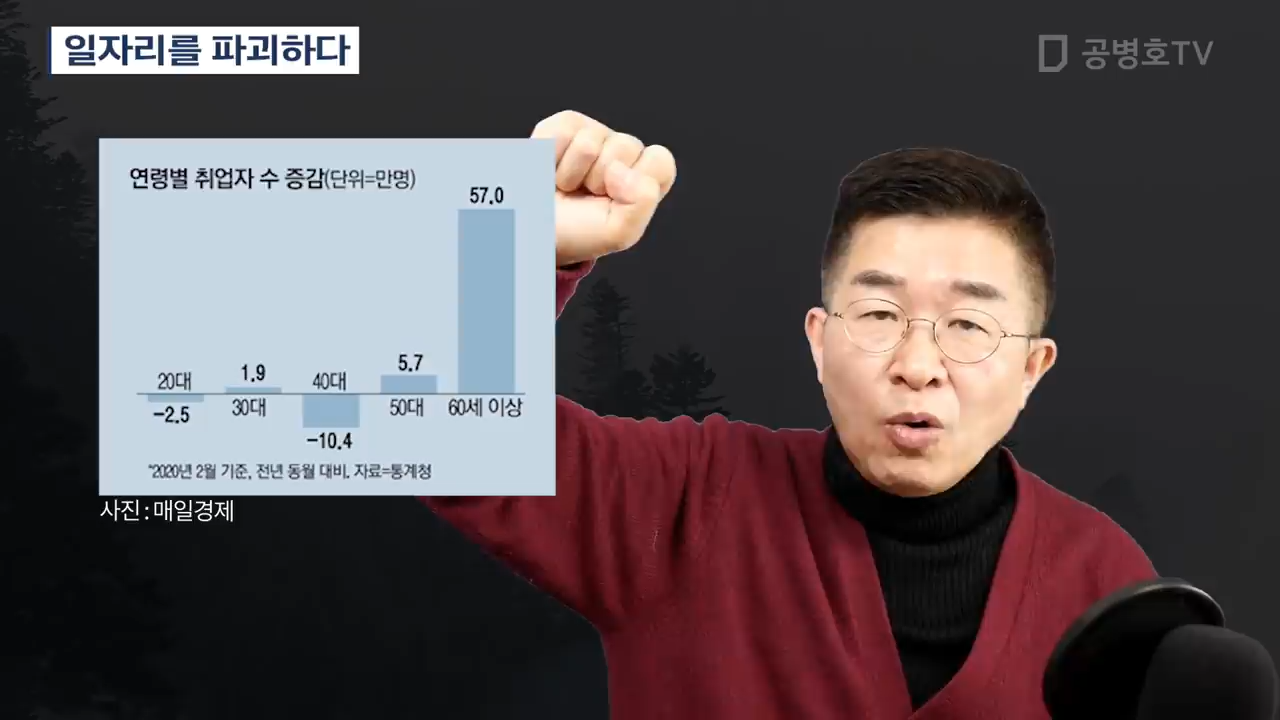 일자리를 파괴하다
공병호TV
연령별 취업자 수 증감(단위=만명)
57.0
5.7
1.9
20대
40대
30대
50대
60세 이상
-2.5
-10.4
*2020년 2월 기준, 전년 동월 대비. 자료=통계청
사진 : 매일경제